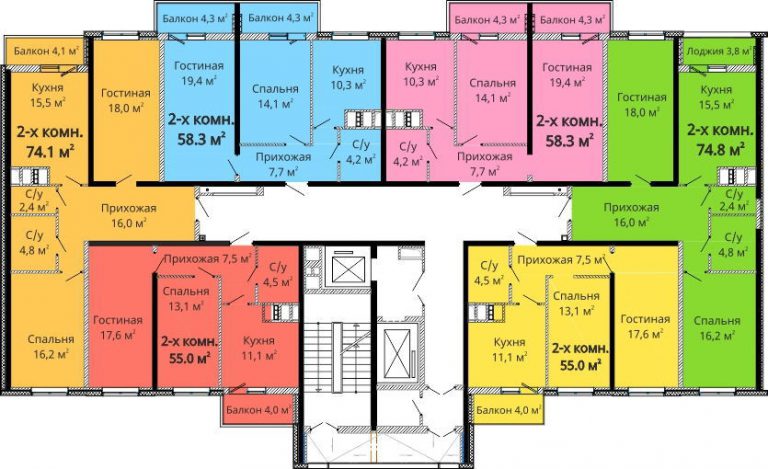 Балкон 4,3 м²
Балкон 4,3 м²
Балкон 4,3 м²
Балкон 4,3 м²
Балкон 4,1 м²
Лоджия 3,8 м²
Кухня
15,5 м²
2-х комн.
74.1 м²
Гостиная
18,0 м²
Гостиная
19,4 м²
2-х комн.
58.3 м²
Спальня
14,1 м²
Кухня
10,3 м²
Прихожая
7,7 м²
С/у
4,2 м²
Кухня
10,3 м²
Спальня
14,1 м²
Гостиная
19,4 м²
2-х комн.
58.3 м²
С/у
4,2 м²
Прихожая
7,7 м²
Гостиная
18,0 м²
Кухня
15,5 м²
2-х комн.
74.8 м²
С/у
2,4 м²
Прихожая
16,0 м²
С/у
4,8 м²
Спальня
16,2 м²
Прихожая
16,0 м²
С/у
2,4 м²
С/у
4,8 м²
Спальня
16,2 м²
Гостиная
17,6 м²
Прихожая 7,5 м²
С/у
4,5 м²
Спальня
13,1 м²
2-х комн.
55.0 м²
Кухня
11,1 м²
Балкон 4,0 м²
С/у
4,5 м²
Прихожая 7,5 м²
Спальня
13,1 м²
Кухня
11,1 м²
2-х комн.
55.0 м²
Гостиная
17,6 м²
Балкон 4,0 м²